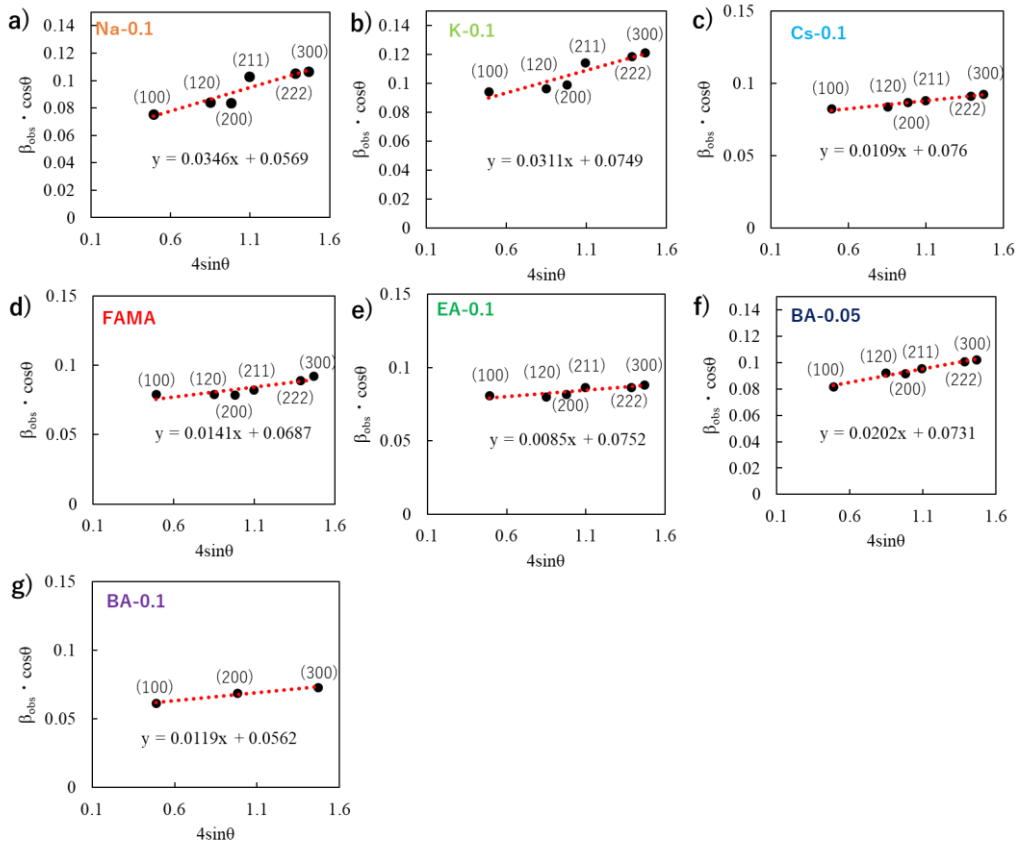 a)
Na-0.1
β_obs · cosθ
0.14
0.12
0.1
0.08
0.06
0.04
0.02
0
(100)
(120)
(200)
(211)
(222)
(300)
y = 0.0346x + 0.0569
0.1 0.6 1.1 1.6
4sinθ
b)
K-0.1
β_obs · cosθ
0.14
0.12
0.1
0.08
0.06
0.04
0.02
0
(100)
(120)
(200)
(211)
(222)
(300)
y = 0.0311x + 0.0749
0.1 0.6 1.1 1.6
4sinθ
c)
Cs-0.1
β_obs · cosθ
0.15
0.1
0.05
0
(100)
(120)
(200)
(211)
(222)
(300)
y = 0.0109x + 0.076
0.1 0.6 1.1 1.6
4sinθ
d)
FAMA
β_obs · cosθ
0.15
0.1
0.05
0
(100)
(120)
(200)
(211)
(222)
(300)
y = 0.0141x + 0.0687
0.1 0.6 1.1 1.6
4sinθ
e)
EA-0.1
β_obs · cosθ
0.15
0.1
0.05
0
(100)
(120)
(200)
(211)
(222)
(300)
y = 0.0085x + 0.0752
0.1 0.6 1.1 1.6
4sinθ
f)
BA-0.05
β_obs · cosθ
0.14
0.12
0.1
0.08
0.06
0.04
0.02
0
(100)
(120)
(200)
(211)
(222)
(300)
y = 0.0202x + 0.0731
0.1 0.6 1.1 1.6
4sinθ
g)
BA-0.1
β_obs · cosθ
0.15
0.1
0.05
0
(100)
(200)
(300)
y = 0.0119x + 0.0562
0.1 0.6 1.1 1.6
4sinθ